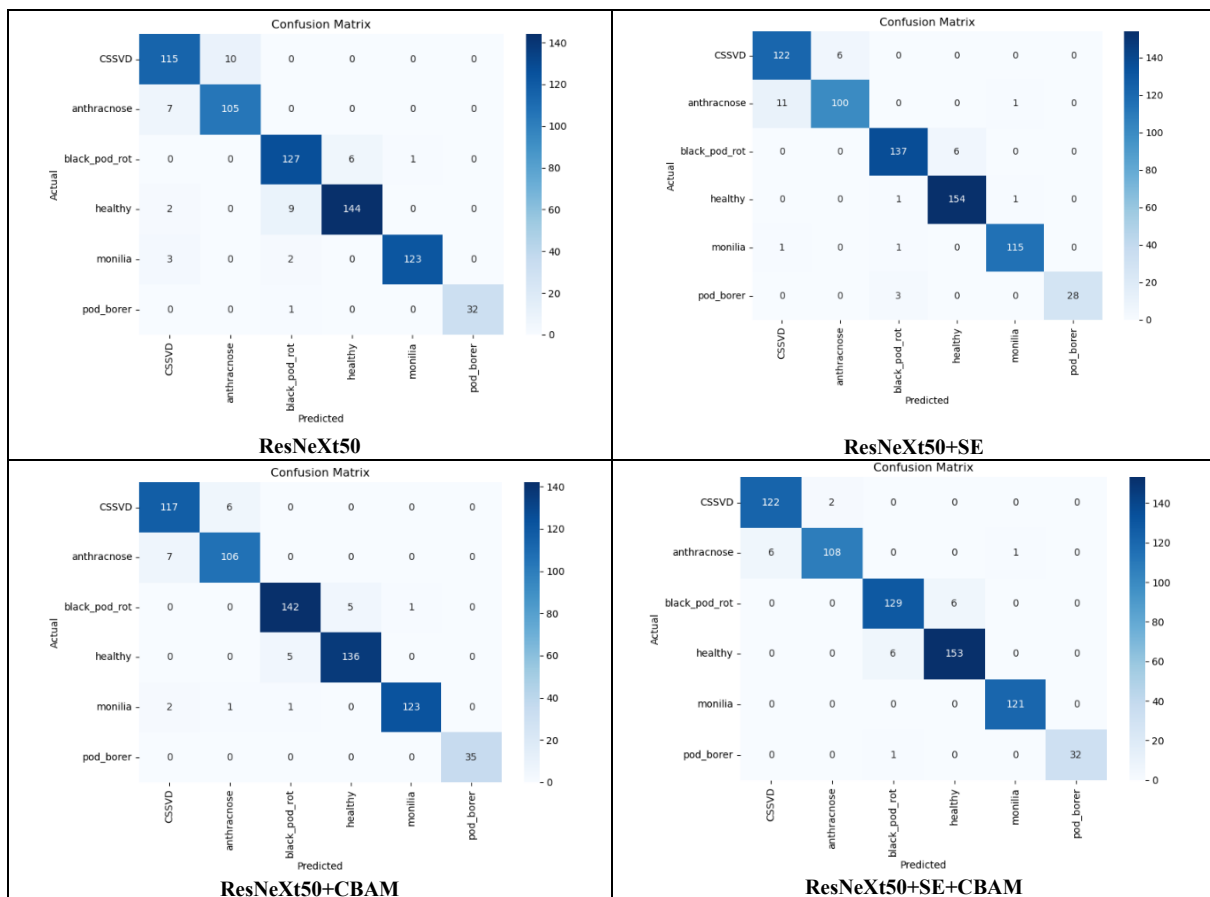 Confusion Matrix
CSSVD 115 10 0 0 0 0
anthracnose 7 105 0 0 0 0
black_pod_rot 0 0 127 6 1 0
healthy 2 0 9 144 0 0
monilia 3 0 2 0 123 0
pod_borer 0 0 1 0 0 32
Actual
CSSVD anthracnose black_pod_rot healthy monilia pod_borer
Predicted
140
120
100
80
60
40
20
0
ResNeXt50
Confusion Matrix
CSSVD 122 6 0 0 0 0
anthracnose 11 100 0 0 1 0
black_pod_rot 0 0 137 6 0 0
healthy 0 0 1 154 1 0
monilia 1 0 1 0 115 0
pod_borer 0 0 3 0 0 28
Actual
CSSVD anthracnose black_pod_rot healthy monilia pod_borer
Predicted
140
120
100
80
60
40
20
0
ResNeXt50+SE
Confusion Matrix
CSSVD 117 6 0 0 0 0
anthracnose 7 106 0 0 0 0
black_pod_rot 0 0 142 5 1 0
healthy 0 0 5 136 0 0
monilia 2 1 1 0 123 0
pod_borer 0 0 0 0 0 35
Actual
CSSVD anthracnose black_pod_rot healthy monilia pod_borer
Predicted
140
120
100
80
60
40
20
0
ResNeXt50+CBAM
Confusion Matrix
CSSVD 122 2 0 0 0 0
anthracnose 6 108 0 0 1 0
black_pod_rot 0 0 129 6 0 0
healthy 0 0 6 153 0 0
monilia 0 0 0 0 121 0
pod_borer 0 0 1 0 0 32
Actual
CSSVD anthracnose black_pod_rot healthy monilia pod_borer
Predicted
140
120
100
80
60
40
20
0
ResNeXt50+SE+CBAM